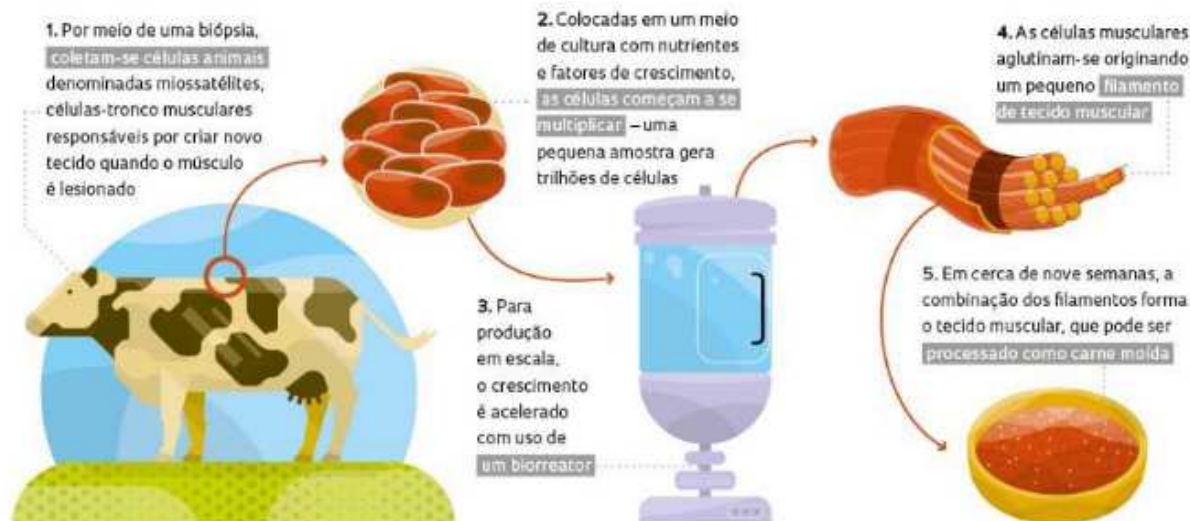 1. Por meio de uma biópsia,
coletam-se células animais
denominadas miossatélites,
células-tronco musculares
responsáveis por criar novo
tecido quando o músculo
é lesionado
2. Colocadas em um meio
de cultura com nutrientes
e fatores de crescimento,
as células começam a se
multiplicar – uma
pequena amostra gera
trilhões de células
3. Para
produção
em escala,
o crescimento
é acelerado
com uso de
um biorreator
4. As células musculares
aglutinam-se originando
um pequeno filamento
de tecido muscular
5. Em cerca de nove semanas, a
combinação dos filamentos forma
o tecido muscular, que pode ser
processado como carne moída